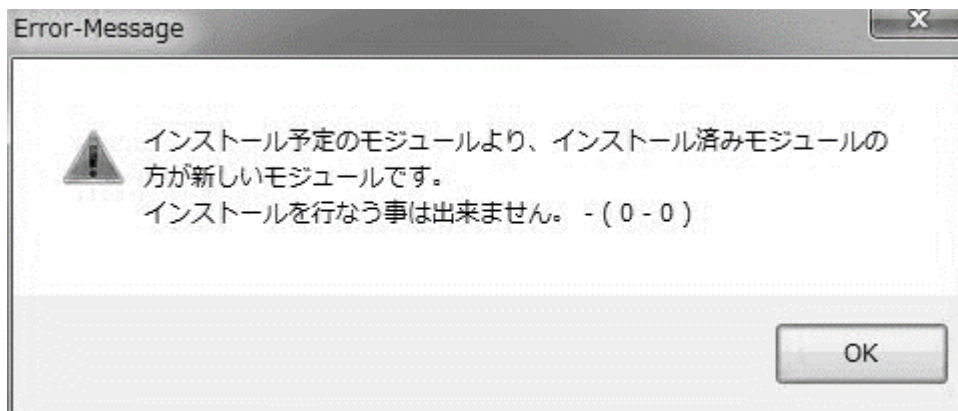 Error-Message
インストール予定のモジュールより、インストール済みモジュールの
方が新しいモジュールです。
インストールを行なう事は出来ません。 - ( 0 - 0 )
OK